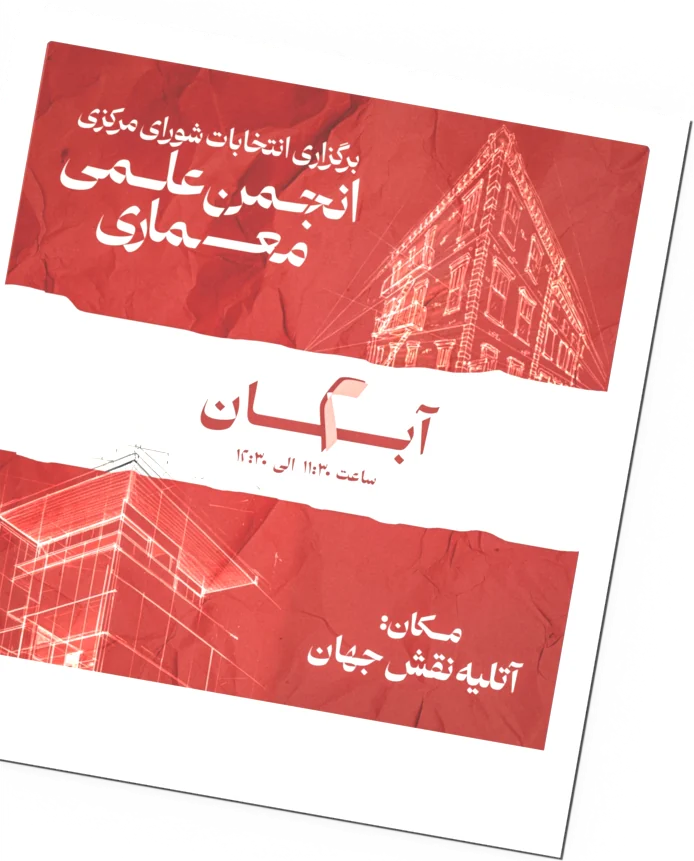 برگزاری انتخابات شورای مرکزی
انجمن علمی
معماری
آبان
ساعت ۱۱:۳۰ الی ۱۲:۳۰
مکان:
آتلیه نقش جهان